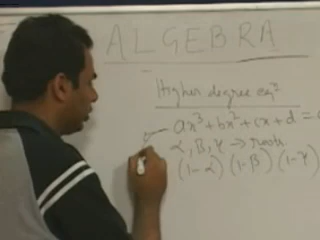 ALGEBRA
Higher degree eqⁿ
ax³+bx²+cx+d=0
α, β, γ → roots
(1-α)(1-β)(1-γ)